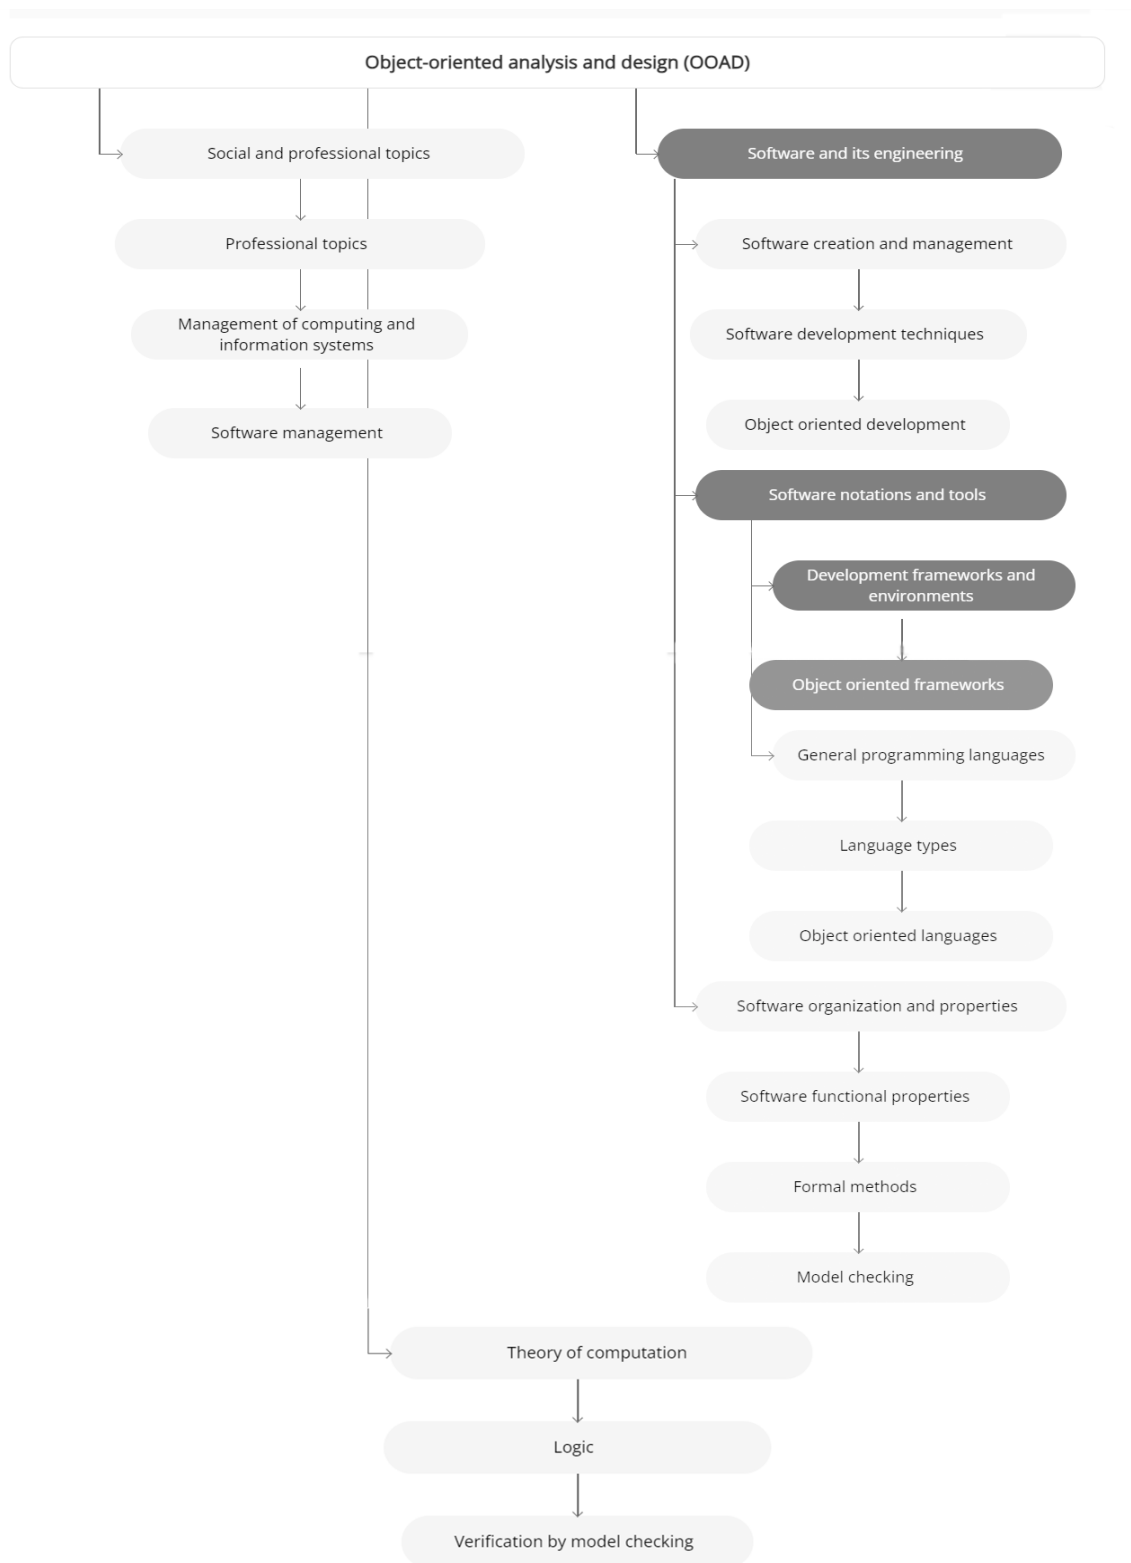 Object-oriented analysis and design (OOAD)
Social and professional topics
Professional topics
Management of computing and
information systems
Software management
Software and its engineering
Software creation and management
Software development techniques
Object oriented development
Software notations and tools
Development frameworks and
environments
Object oriented frameworks
General programming languages
Language types
Object oriented languages
Software organization and properties
Software functional properties
Formal methods
Model checking
Theory of computation
Logic
Verification by model checking